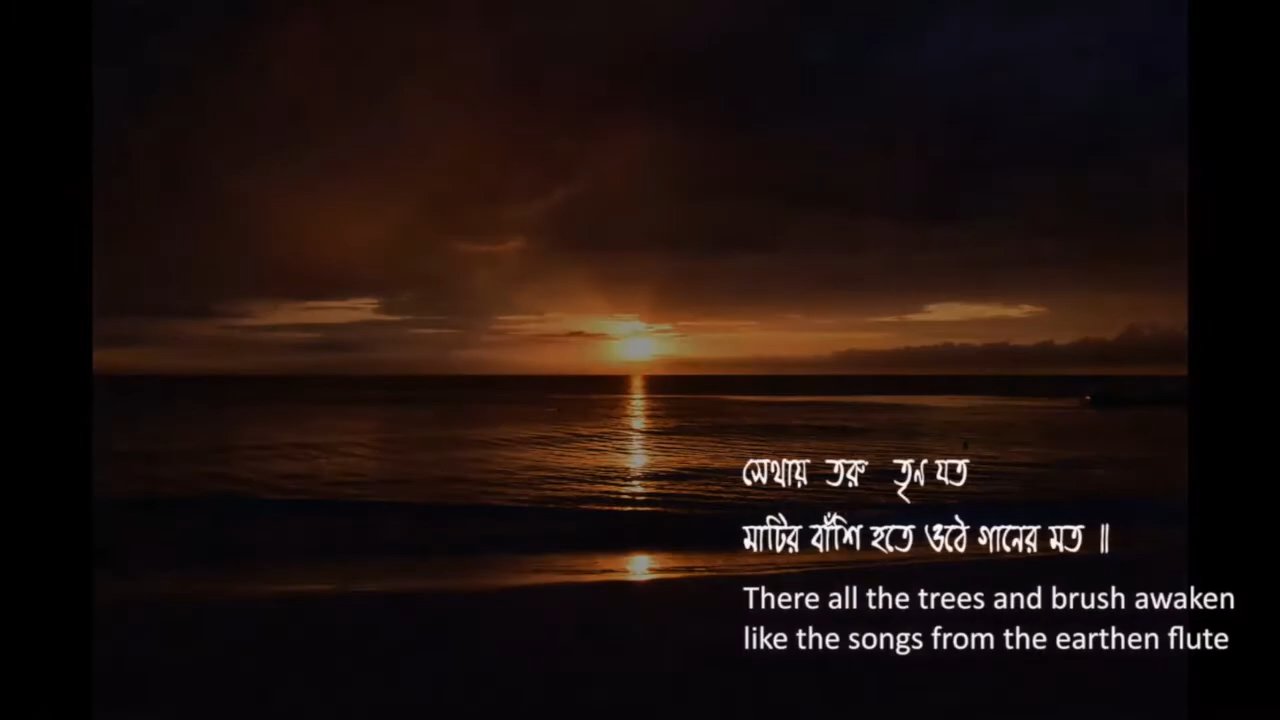 সেথায় তরু তৃণ যত
মাটির বাঁশি হতে ওঠে গানের মত ॥
There all the trees and brush awaken
like the songs from the earthen flute